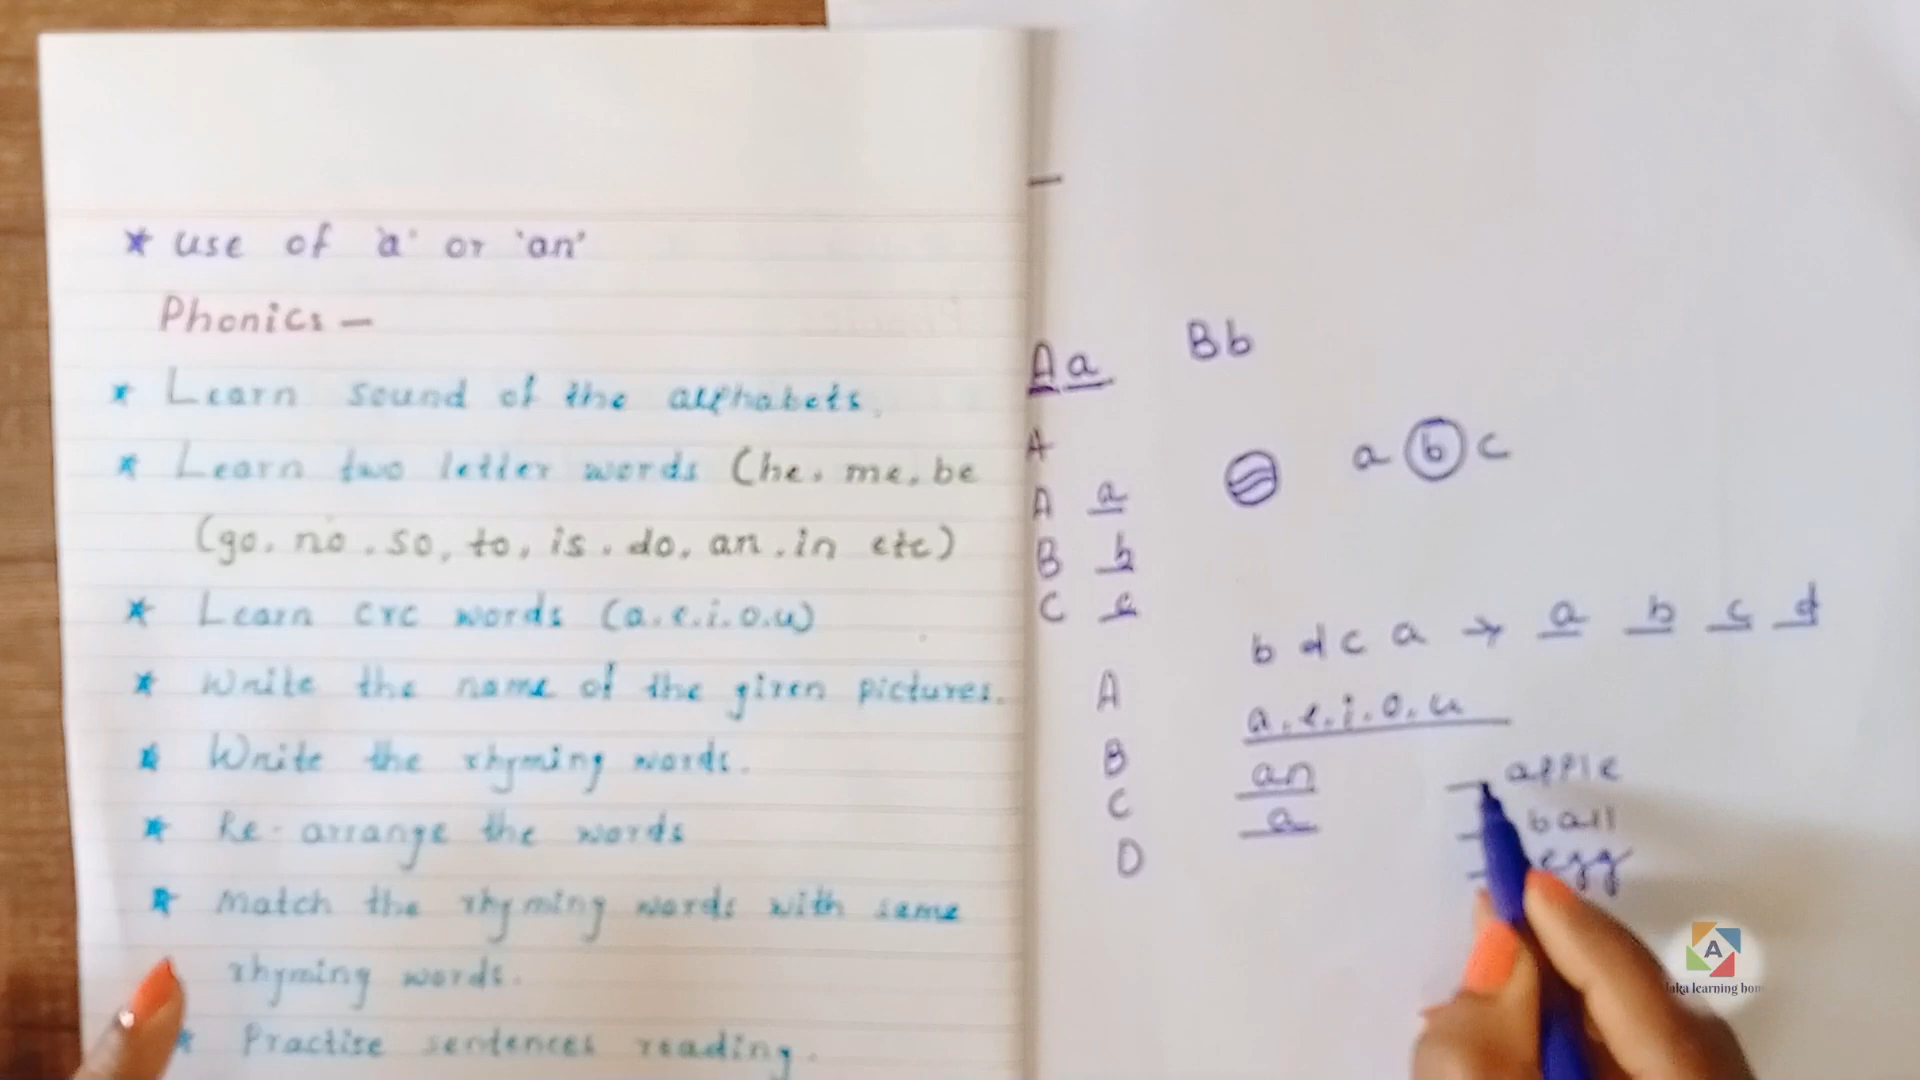 * use of 'a' or 'an'
Phonics —
* Learn sound of the alphabets.
* Learn two letter words (he, me, be
(go, no, so, to, is, do, an, in etc)
* Learn cvc words (a.e.i.o.u)
* Write the name of the given pictures.
* Write the rhyming words.
* Re-arrange the words
* Match the rhyming words with same
rhyming words.
* Practise sentences reading.
Aa Bb
A
A a
B b
C c
a b c
b d c a → a b c d
A
B
C
D
a.e.i.o.u
an
a
apple
ball
egg
A
learning